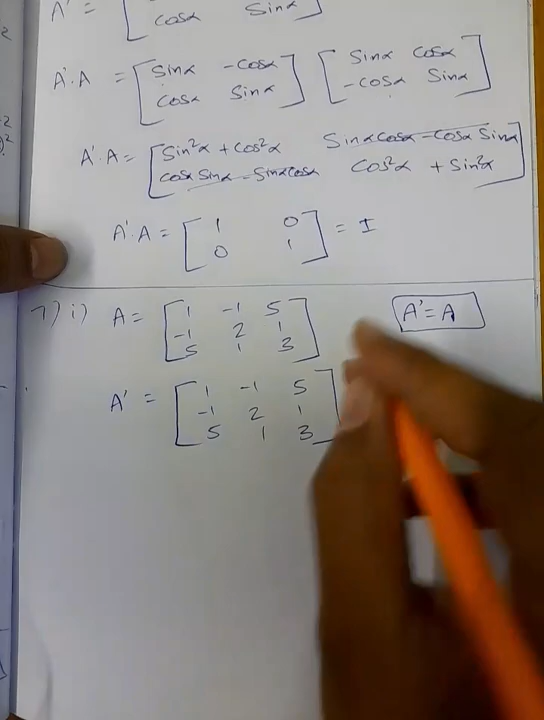 A' = [ cosα Sinα ]
A'·A = [ Sinα -cosα [ Sinα cosα
cosα Sinα ] -cosα Sinα ]
A'·A = [ Sin²α + cos²α Sinαcosα - cosα Sinα
cosα Sinα - Sinαcosα cos²α + Sin²α ]
A'·A = [ 1 0
0 1 ] = I
7) i) A = [ 1 -1 5
-1 2 1
5 1 3 ]
A' = A
A' = [ 1 -1 5
-1 2 1
5 1 3 ]